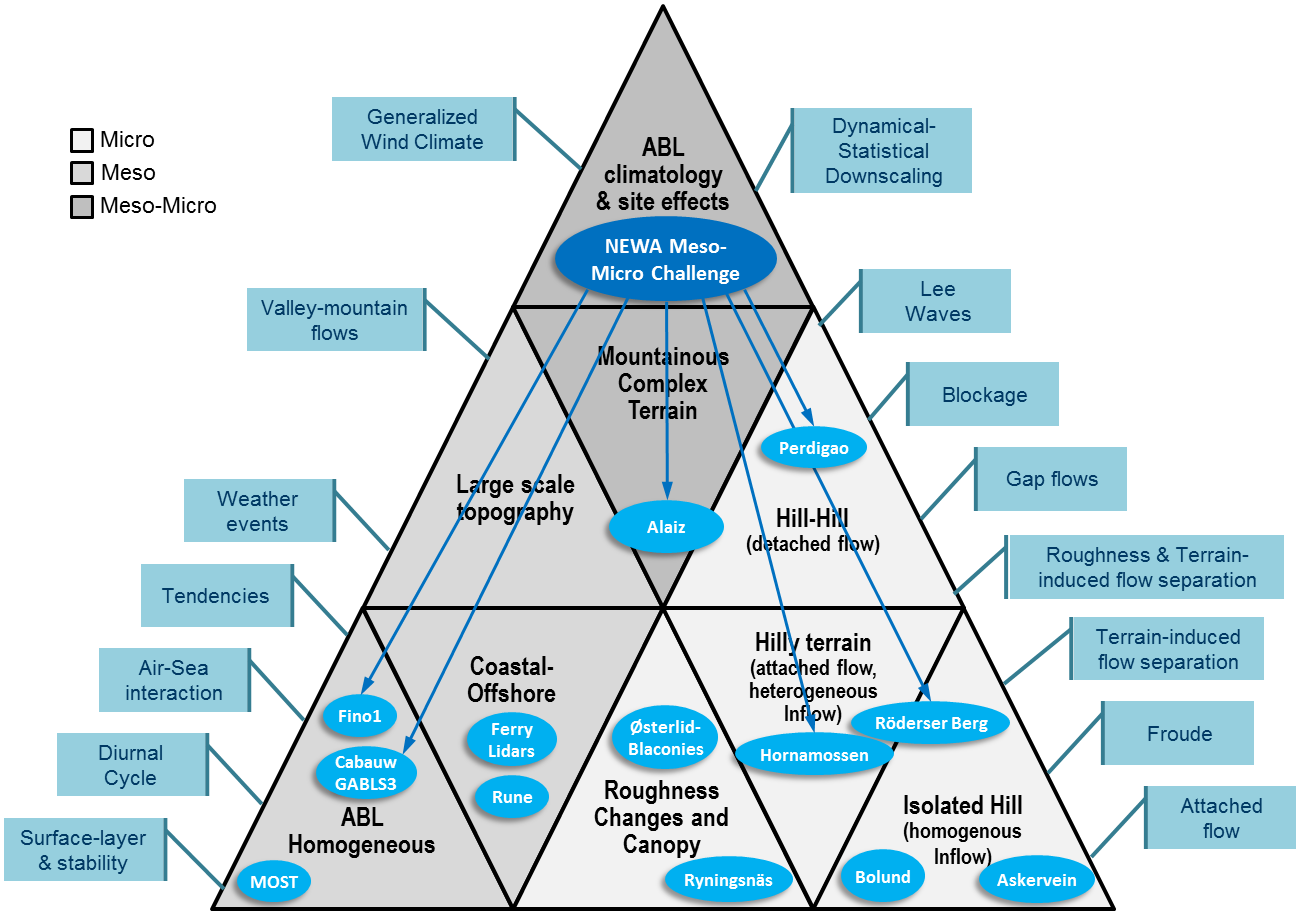 Generalized
Wind Climate
Dynamical-
Statistical
Downscaling
Micro
Meso
Meso-Micro
ABL
climatology
& site effects
NEWA Meso-
Micro Challenge
Valley-mountain
flows
Lee
Waves
Mountainous
Complex
Terrain
Blockage
Perdigao
Large scale
topography
Weather
events
Alaiz
Hill-Hill
(detached flow)
Gap flows
Roughness & Terrain-
induced flow separation
Tendencies
Air-Sea
interaction
Coastal-
Offshore
Hilly terrain
(attached flow,
heterogeneous
Inflow)
Terrain-induced
flow separation
Fino1
Ferry
Lidars
Østerlid-
Blaconies
Röderser Berg
Hornamossen
Froude
Diurnal
Cycle
Cabauw
GABLS3
Rune
ABL
Homogeneous
Roughness
Changes and
Canopy
Isolated Hill
(homogenous
Inflow)
Attached
flow
Surface-layer
& stability
MOST
Ryningsnäs
Bolund
Askervein